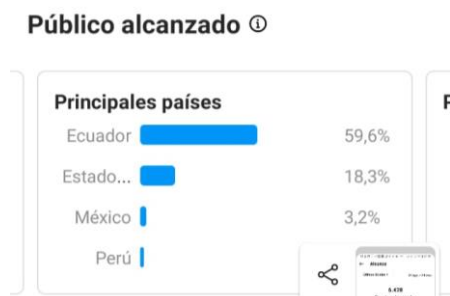 Público alcanzado
Principales países
Ecuador 59,6%
Estado... 18,3%
México 3,2%
Perú